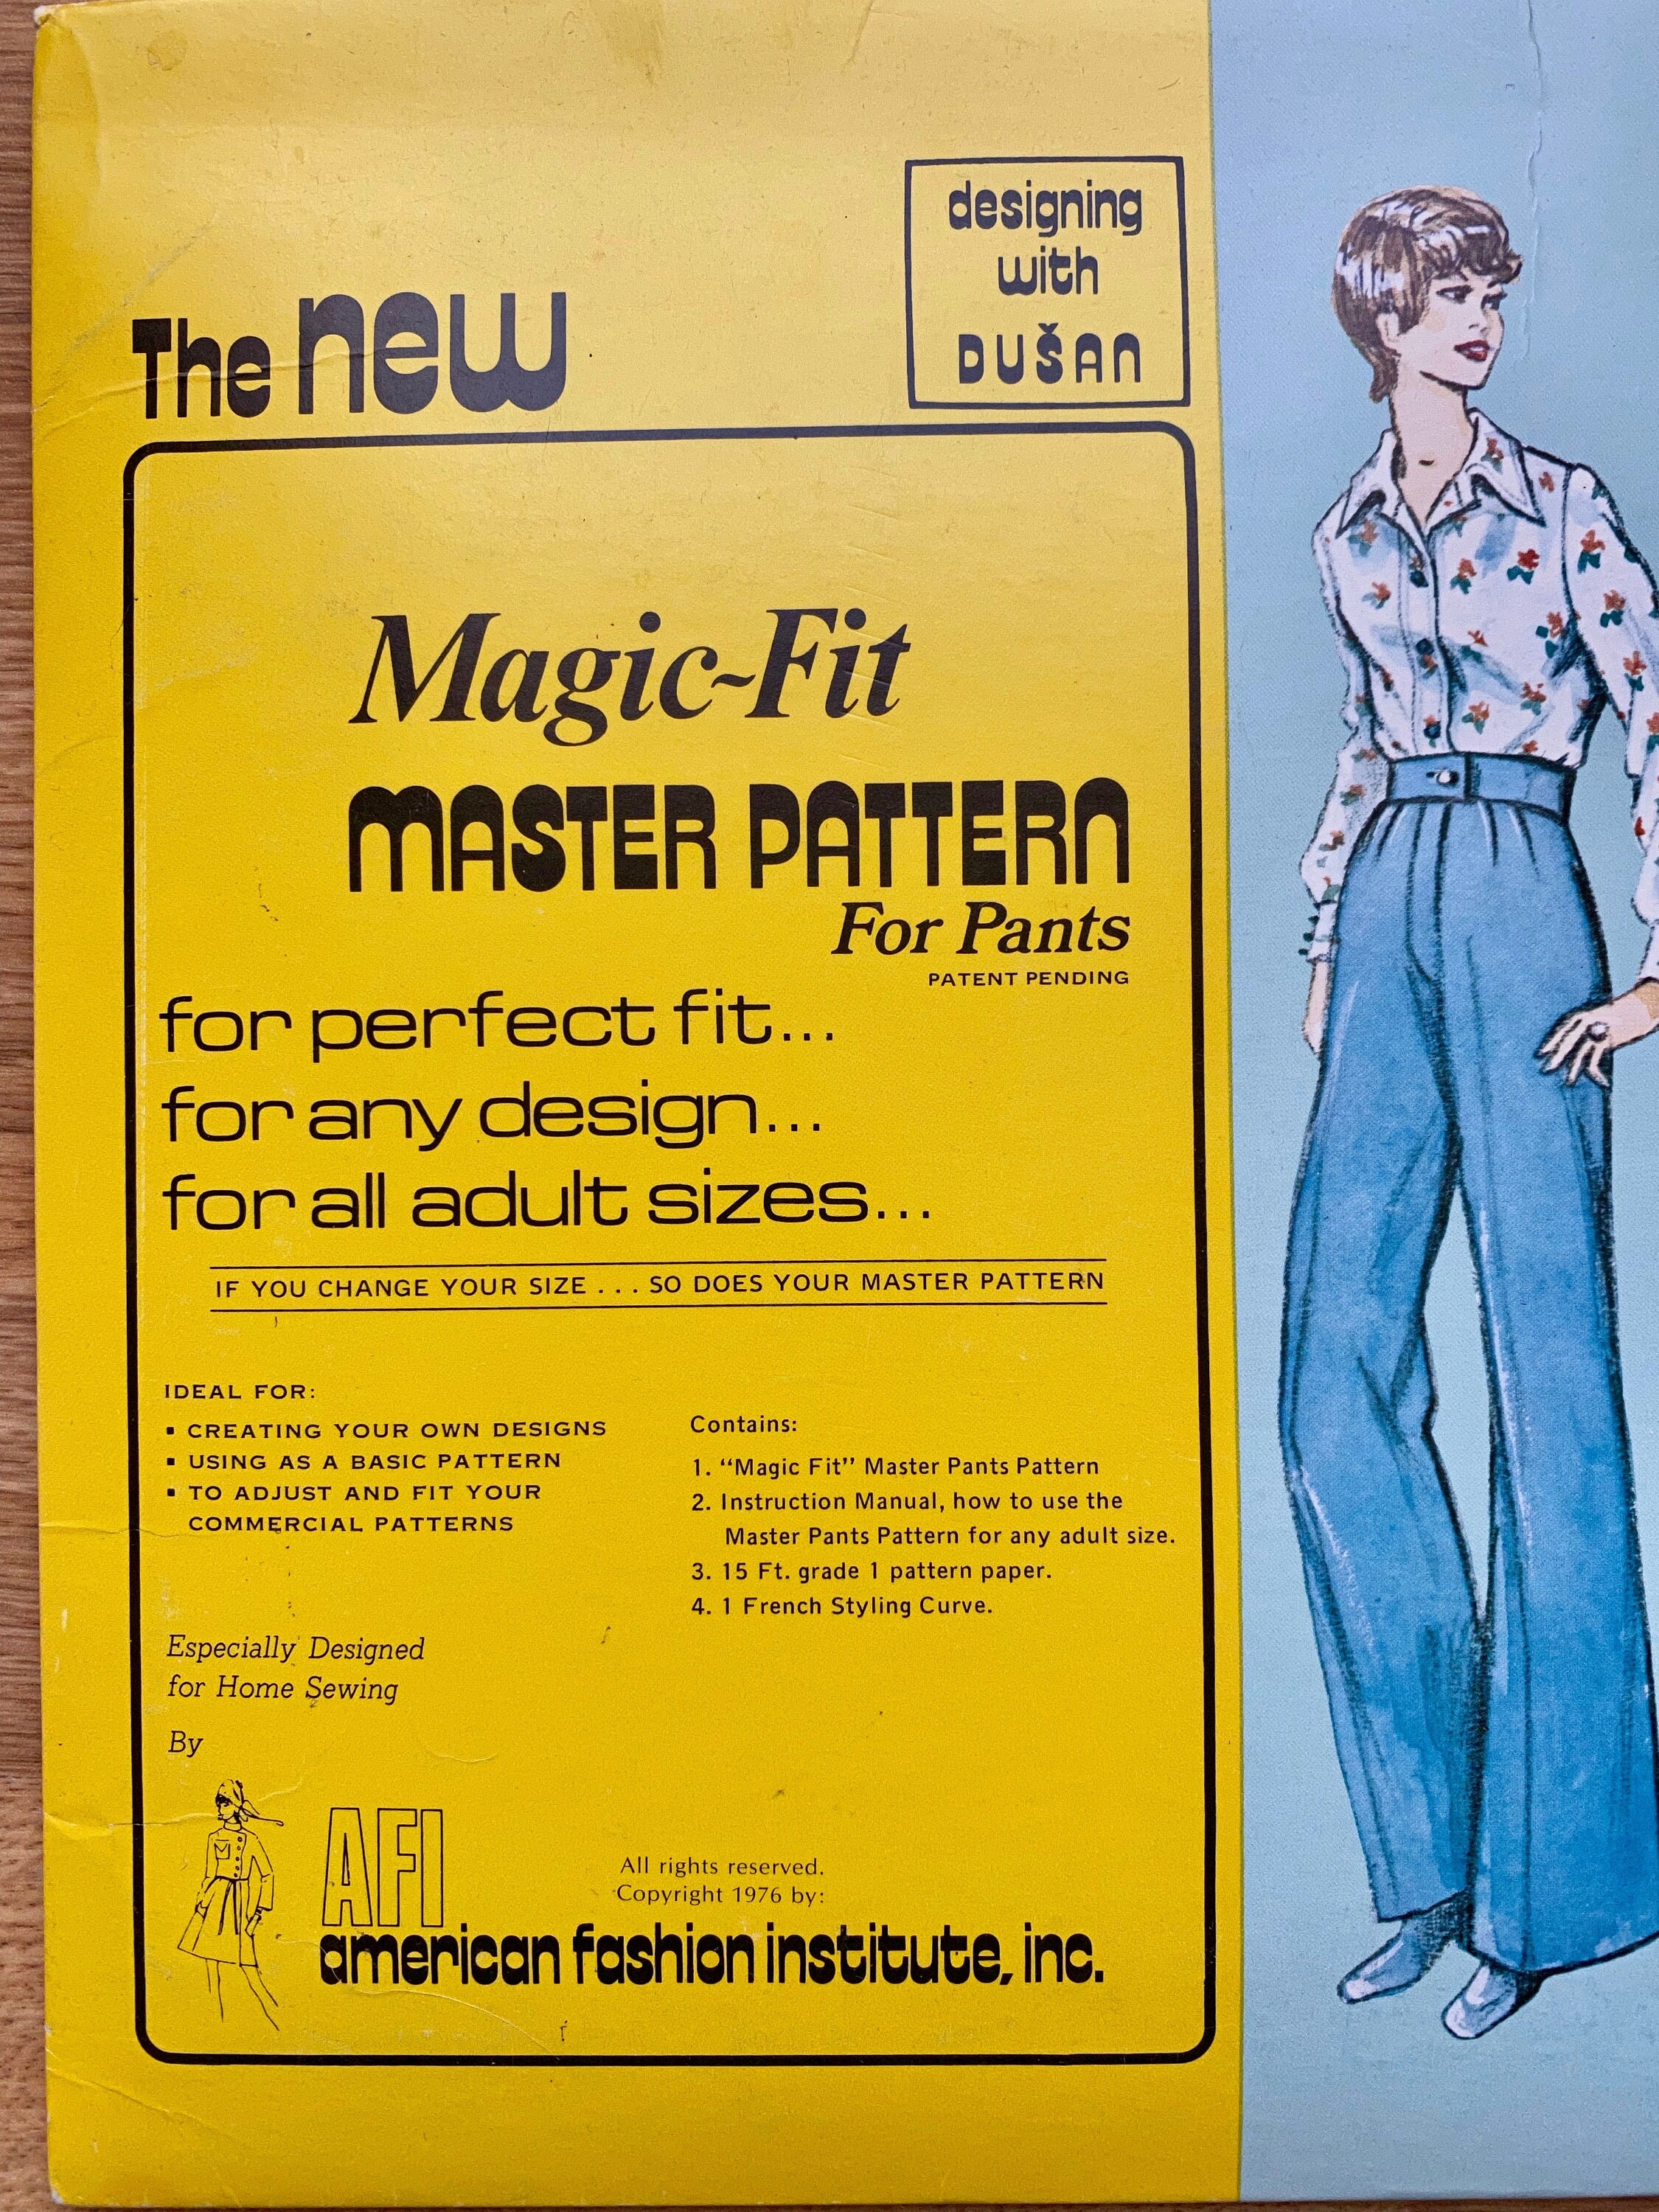 designing
with
DUŠAN
The new
Magic-Fit
MASTER PATTERN
For Pants
PATENT PENDING
for perfect fit...
for any design...
for all adult sizes...
IF YOU CHANGE YOUR SIZE . . . SO DOES YOUR MASTER PATTERN
IDEAL FOR:
▪ CREATING YOUR OWN DESIGNS
▪ USING AS A BASIC PATTERN
▪ TO ADJUST AND FIT YOUR
COMMERCIAL PATTERNS
Contains:
1. “Magic Fit” Master Pants Pattern
2. Instruction Manual, how to use the
Master Pants Pattern for any adult size.
3. 15 Ft. grade 1 pattern paper.
4. 1 French Styling Curve.
Especially Designed
for Home Sewing
By
AFI
All rights reserved.
Copyright 1976 by:
american fashion institute, inc.